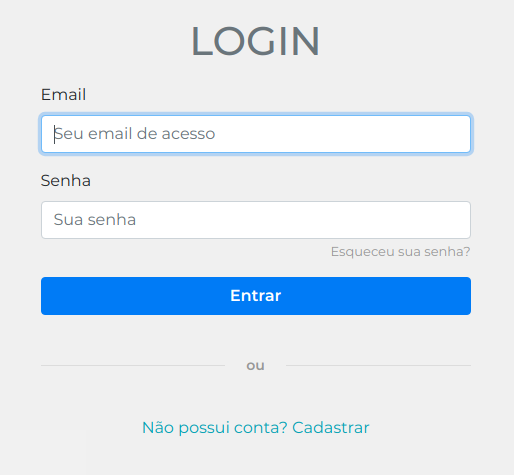 LOGIN
Email
Seu email de acesso
Senha
Sua senha
Esqueceu sua senha?
Entrar
ou
Não possui conta? Cadastrar